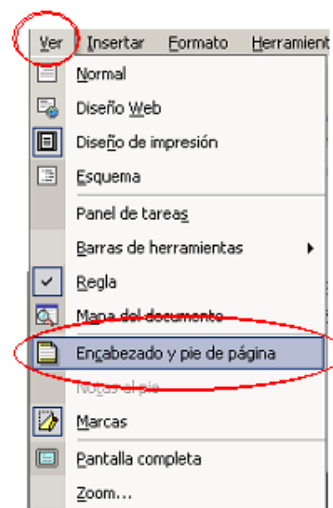 Ver Insertar Formato Herramient
Normal
Diseño Web
Diseño de impresión
Esquema
Panel de tareas
Barras de herramientas
Regla
Mapa del documento
Encabezado y pie de página
Notas al pie
Marcas
Pantalla completa
Zoom...